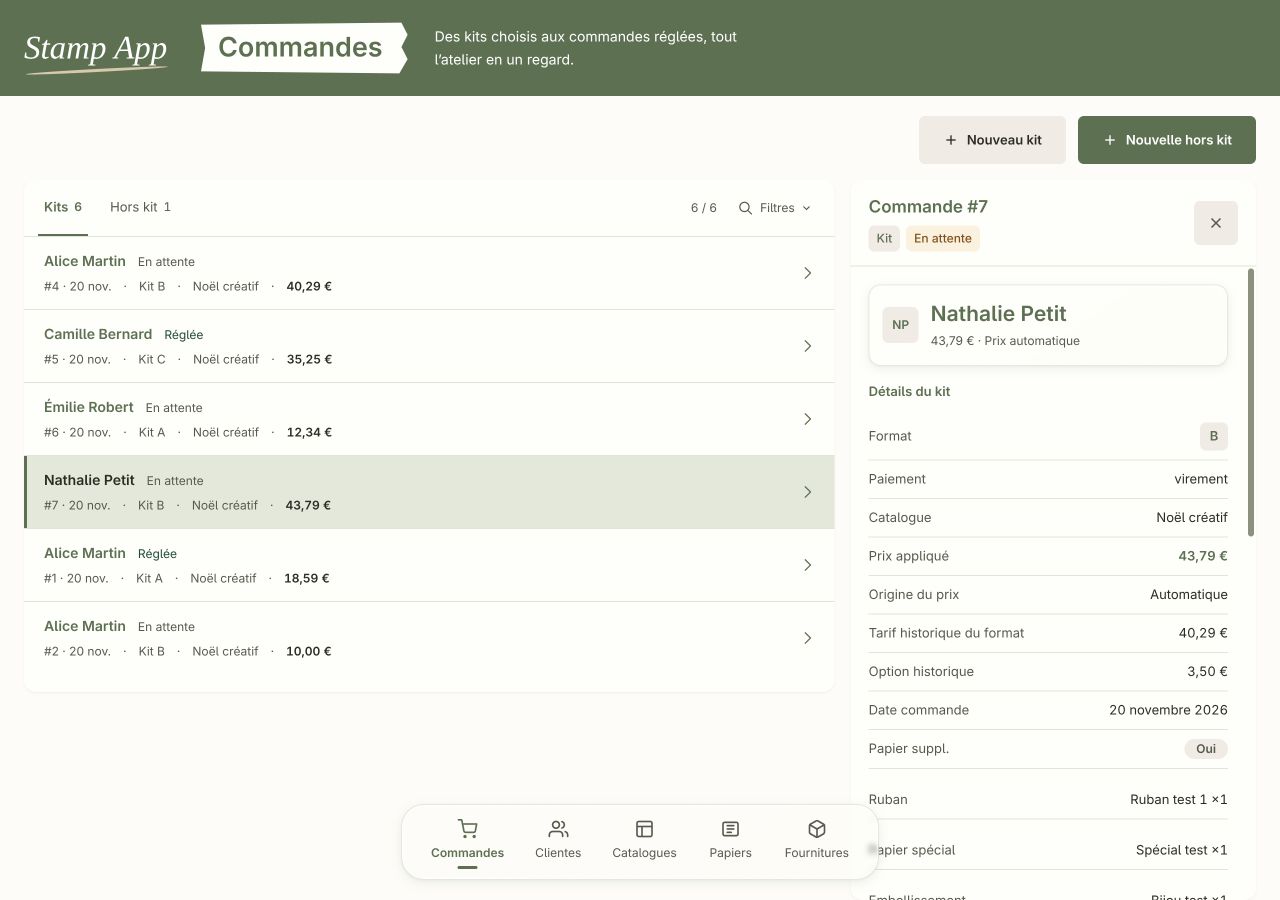 Stamp App
Commandes
Des kits choisis aux commandes réglées, tout
l’atelier en un regard.
Nouveau kit
Nouvelle hors kit
Kits 6
Hors kit 1
6 / 6
Filtres
Alice Martin En attente
#4 · 20 nov. · Kit B · Noël créatif · 40,29 €
Camille Bernard Réglée
#5 · 20 nov. · Kit C · Noël créatif · 35,25 €
Émilie Robert En attente
#6 · 20 nov. · Kit A · Noël créatif · 12,34 €
Nathalie Petit En attente
#7 · 20 nov. · Kit B · Noël créatif · 43,79 €
Alice Martin Réglée
#1 · 20 nov. · Kit A · Noël créatif · 18,59 €
Alice Martin En attente
#2 · 20 nov. · Kit B · Noël créatif · 10,00 €
Commande #7
Kit En attente
NP
Nathalie Petit
43,79 € · Prix automatique
Détails du kit
Format B
Paiement virement
Catalogue Noël créatif
Prix appliqué 43,79 €
Origine du prix Automatique
Tarif historique du format 40,29 €
Option historique 3,50 €
Date commande 20 novembre 2026
Papier suppl. Oui
Ruban Ruban test 1 ×1
Papier spécial Spécial test ×1
Embellissement Bijou test ×1
Commandes
Clientes
Catalogues
Papiers
Fournitures